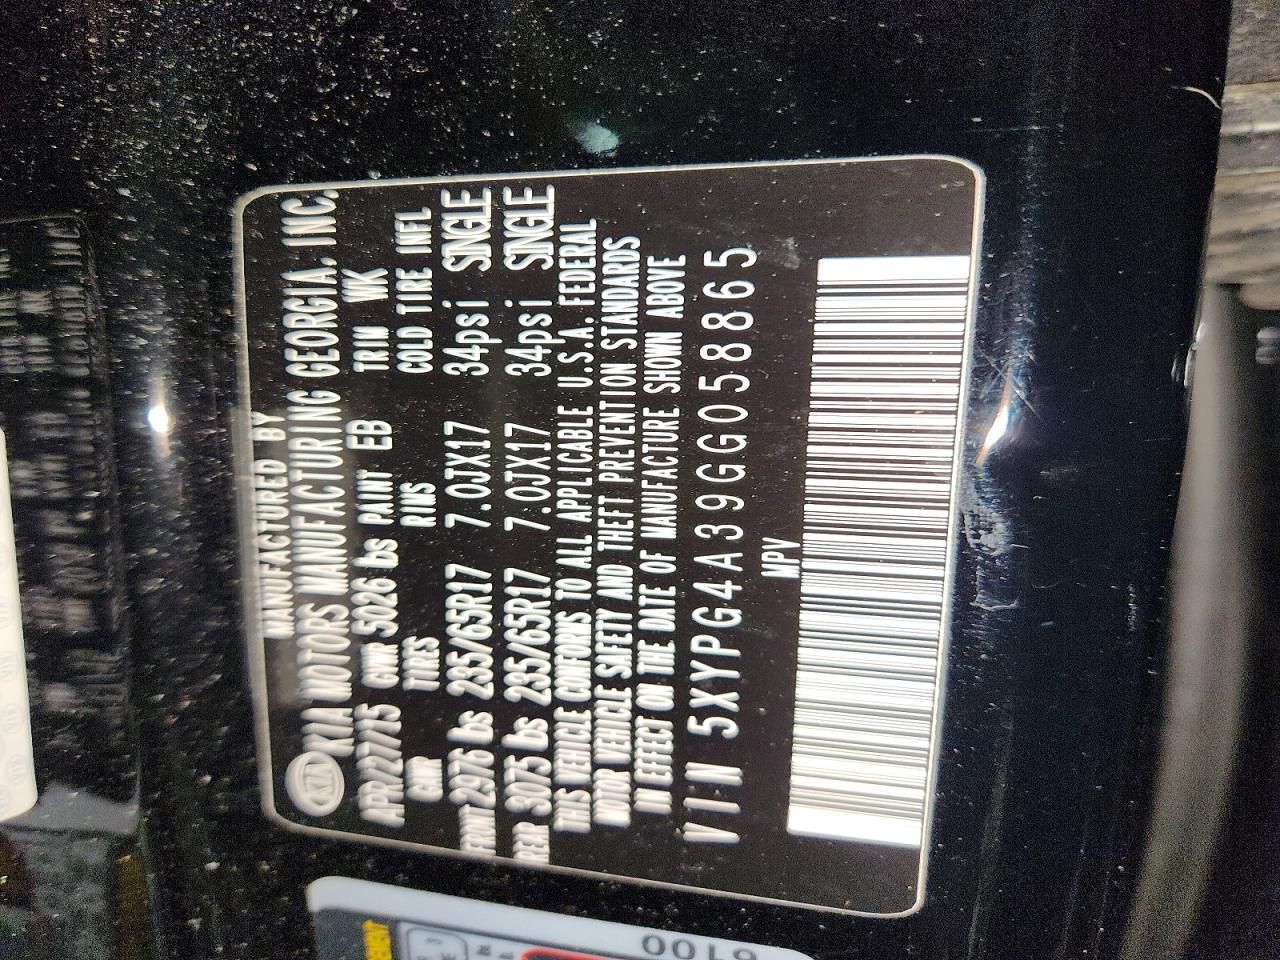 MANUFACTURED BY
KIA KIA MOTORS MANUFACTURING GEORGIA, INC.
APR/27/15 GVWR 5026 lbs PAINT EB TRIM WK
GAWR TIRES RIMS COLD TIRE INFL
FRONT 2976 lbs 235/65R17 7.0JX17 34psi SINGLE
REAR 3075 lbs 235/65R17 7.0JX17 34psi SINGLE
THIS VEHICLE CONFORMS TO ALL APPLICABLE U.S.A. FEDERAL
MOTOR VEHICLE SAFETY AND THEFT PREVENTION STANDARDS
IN EFFECT ON THE DATE OF MANUFACTURE SHOWN ABOVE
VIN 5XYPG4A39GG058865
MPV
6100